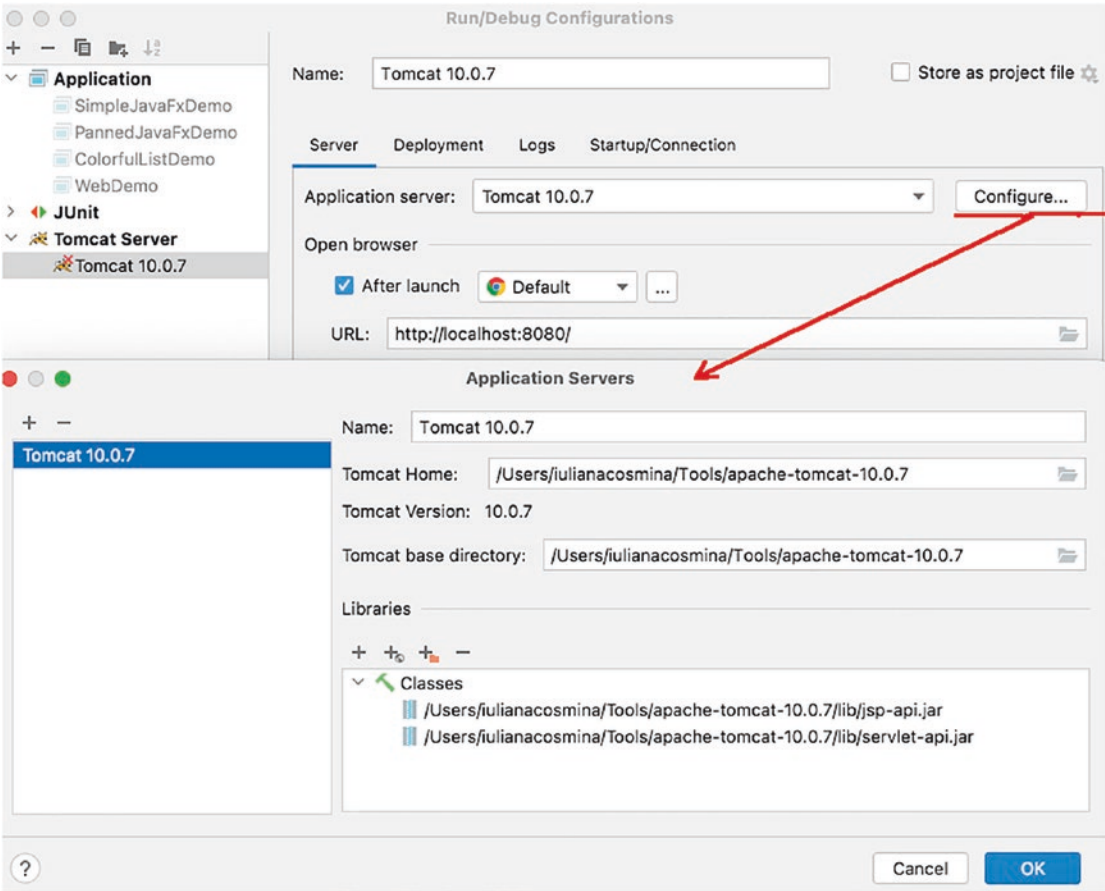 Run/Debug Configurations
Application
SimpleJavaFxDemo
PannedJavaFxDemo
ColorfulListDemo
WebDemo
JUnit
Tomcat Server
Tomcat 10.0.7
Name: Tomcat 10.0.7 Store as project file
Server Deployment Logs Startup/Connection
Application server: Tomcat 10.0.7 Configure...
Open browser
After launch Default ...
URL: http://localhost:8080/
Application Servers
Tomcat 10.0.7
Name: Tomcat 10.0.7
Tomcat Home: /Users/iulianacosmina/Tools/apache-tomcat-10.0.7
Tomcat Version: 10.0.7
Tomcat base directory: /Users/iulianacosmina/Tools/apache-tomcat-10.0.7
Libraries
Classes
/Users/iulianacosmina/Tools/apache-tomcat-10.0.7/lib/jsp-api.jar
/Users/iulianacosmina/Tools/apache-tomcat-10.0.7/lib/servlet-api.jar
? Cancel OK